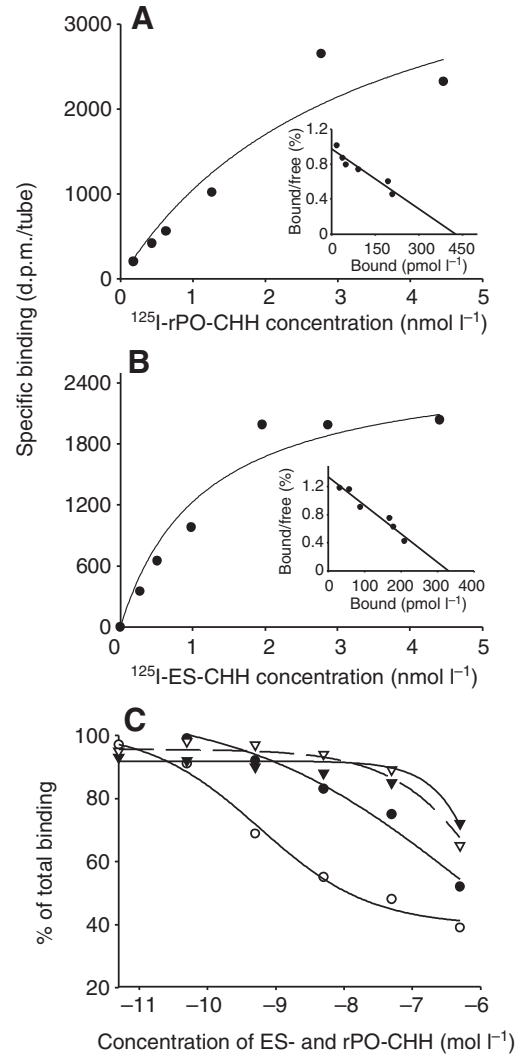 A
3000
2000
1000
0
0 1 2 3 4 5
¹²⁵I-rPO-CHH concentration (nmol l⁻¹)
Bound/free (%)
1.2
0.8
0.4
0
0 150 300 450
Bound (pmol l⁻¹)
Specific binding (d.p.m./tube)
B
2400
1800
1200
600
0
0 1 2 3 4 5
¹²⁵I-ES-CHH concentration (nmol l⁻¹)
Bound/free (%)
1.2
0.8
0.4
0
0 100 200 300 400
Bound (pmol l⁻¹)
C
100
80
60
40
20
% of total binding
−11 −10 −9 −8 −7 −6
Concentration of ES- and rPO-CHH (mol l⁻¹)